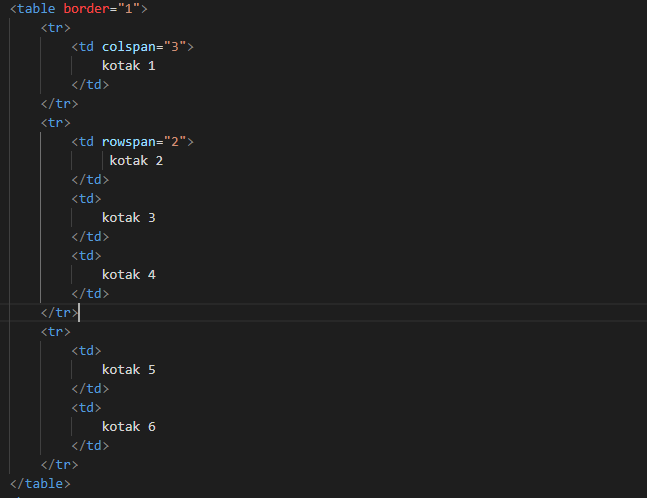 <table border="1">
<tr>
<td colspan="3">
kotak 1
</td>
</tr>
<tr>
<td rowspan="2">
kotak 2
</td>
<td>
kotak 3
</td>
<td>
kotak 4
</td>
</tr>
<tr>
<td>
kotak 5
</td>
<td>
kotak 6
</td>
</tr>
</table>